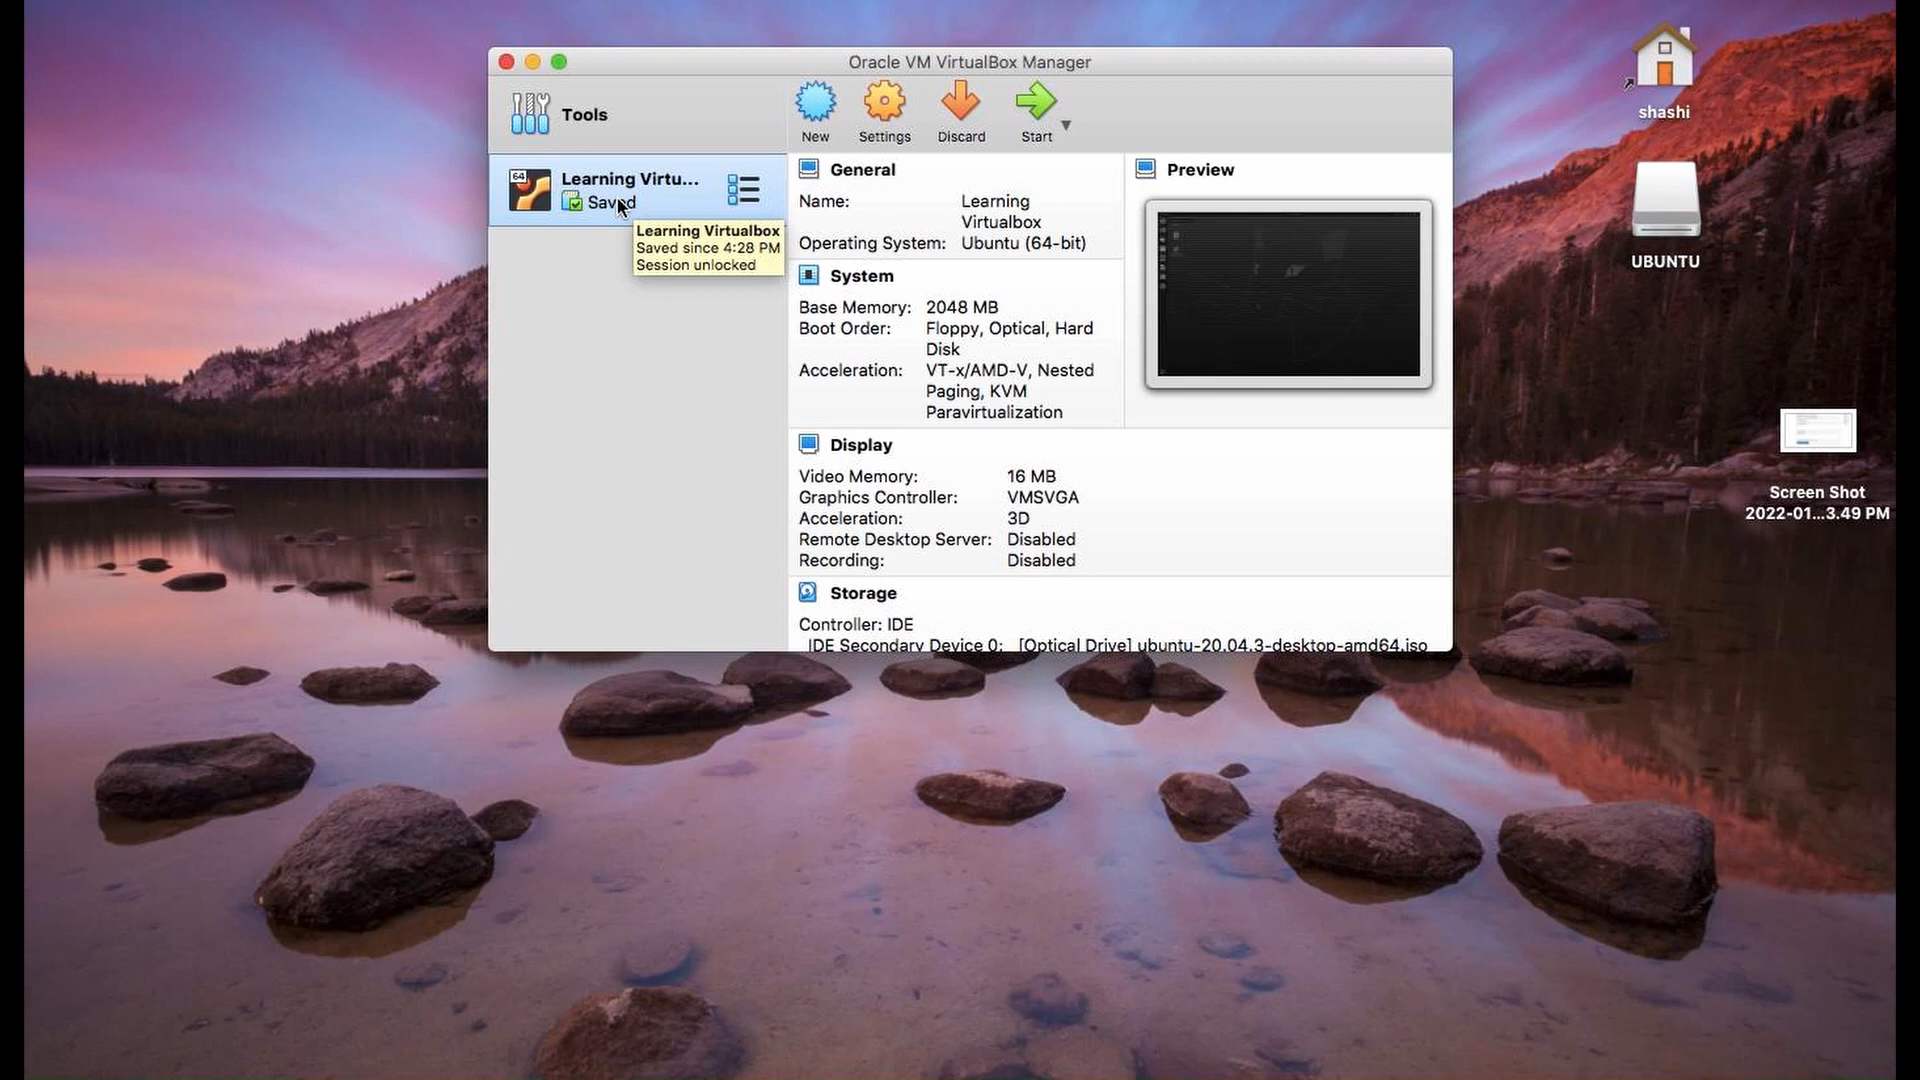 Oracle VM VirtualBox Manager
Tools
New
Settings
Discard
Start
64
Learning Virtu...
Saved
Learning Virtualbox
Saved since 4:28 PM
Session unlocked
General
Name: Learning
Virtualbox
Operating System: Ubuntu (64-bit)
System
Base Memory: 2048 MB
Boot Order: Floppy, Optical, Hard
Disk
Acceleration: VT-x/AMD-V, Nested
Paging, KVM
Paravirtualization
Preview
Display
Video Memory: 16 MB
Graphics Controller: VMSVGA
Acceleration: 3D
Remote Desktop Server: Disabled
Recording: Disabled
Storage
Controller: IDE
IDE Secondary Device 0: [Optical Drive] ubuntu-20.04.3-desktop-amd64.iso
shashi
UBUNTU
Screen Shot
2022-01...3.49 PM